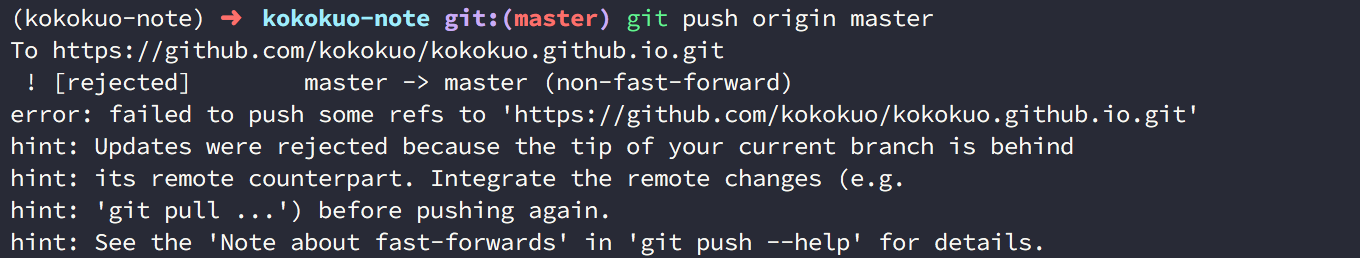 (kokokuo-note) ➜ kokokuo-note git:(master) git push origin master
To https://github.com/kokokuo/kokokuo.github.io.git
 ! [rejected]        master -> master (non-fast-forward)
error: failed to push some refs to 'https://github.com/kokokuo/kokokuo.github.io.git'
hint: Updates were rejected because the tip of your current branch is behind
hint: its remote counterpart. Integrate the remote changes (e.g.
hint: 'git pull ...') before pushing again.
hint: See the 'Note about fast-forwards' in 'git push --help' for details.